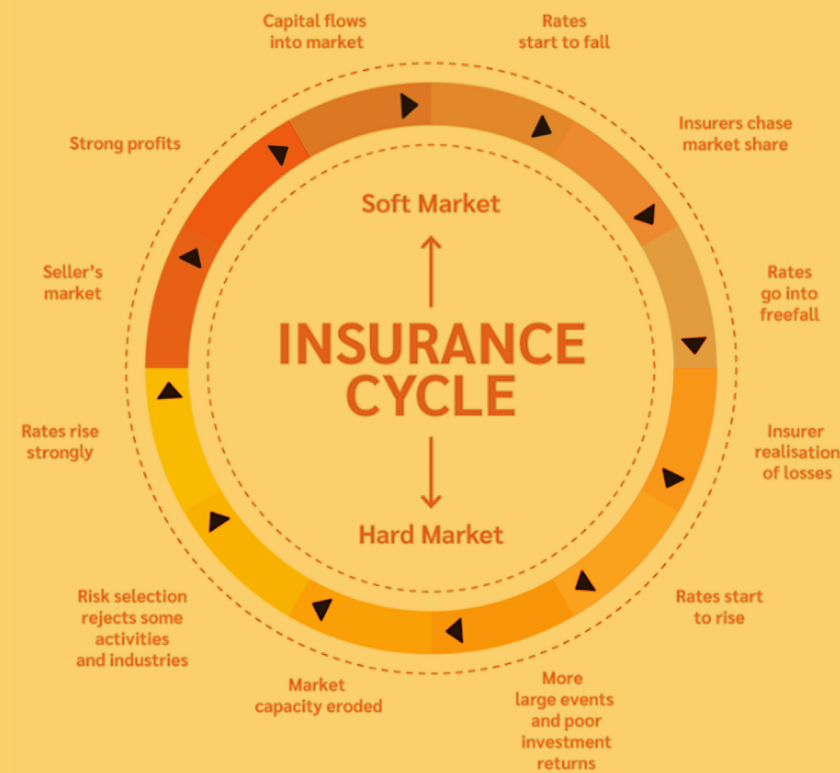 Capital flows
into market
Rates
start to fall
Insurers chase
market share
Rates
go into
freefall
Insurer
realisation
of losses
Rates start
to rise
More
large events
and poor
investment
returns
Market
capacity eroded
Risk selection
rejects some
activities
and industries
Rates rise
strongly
Seller's
market
Strong profits
Soft Market
INSURANCE
CYCLE
Hard Market